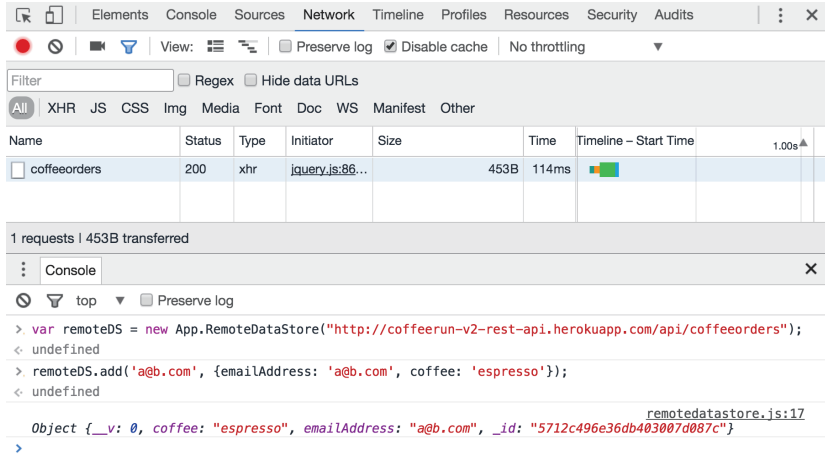 Elements Console Sources Network Timeline Profiles Resources Security Audits
View: Preserve log Disable cache No throttling
Filter Regex Hide data URLs
All XHR JS CSS Img Media Font Doc WS Manifest Other
Name Status Type Initiator Size Time Timeline – Start Time 1.00s
coffeeorders 200 xhr jquery.js:86... 453B 114ms
1 requests | 453B transferred
Console
top Preserve log
> var remoteDS = new App.RemoteDataStore("http://coffeerun-v2-rest-api.herokuapp.com/api/coffeeorders");
< undefined
> remoteDS.add('a@b.com', {emailAddress: 'a@b.com', coffee: 'espresso'});
< undefined
remotedatastore.js:17
Object {__v: 0, coffee: "espresso", emailAddress: "a@b.com", _id: "5712c496e36db403007d087c"}
>